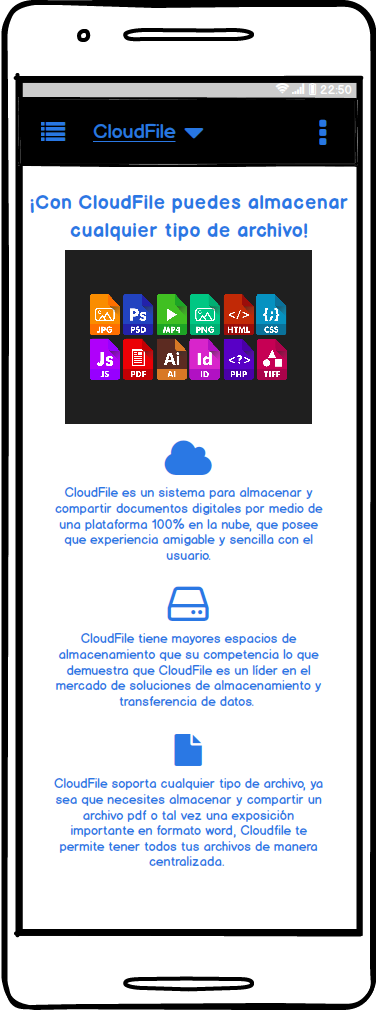 22:50
CloudFile
¡Con CloudFile puedes almacenar
cualquier tipo de archivo!
JPG
Ps
PSD
MP4
PNG
</>
HTML
{;}
CSS
Js
JS
PDF
Ai
AI
Id
ID
<?>
PHP
TIFF
CloudFile es un sistema para almacenar y
compartir documentos digitales por medio de
una plataforma 100% en la nube, que posee
que experiencia amigable y sencilla con el
usuario.
CloudFile tiene mayores espacios de
almacenamiento que su competencia lo que
demuestra que CloudFile es un líder en el
mercado de soluciones de almacenamiento y
transferencia de datos.
CloudFile soporta cualquier tipo de archivo, ya
sea que necesites almacenar y compartir un
archivo pdf o tal vez una exposición
importante en formato word, Cloudfile te
permite tener todos tus archivos de manera
centralizada.